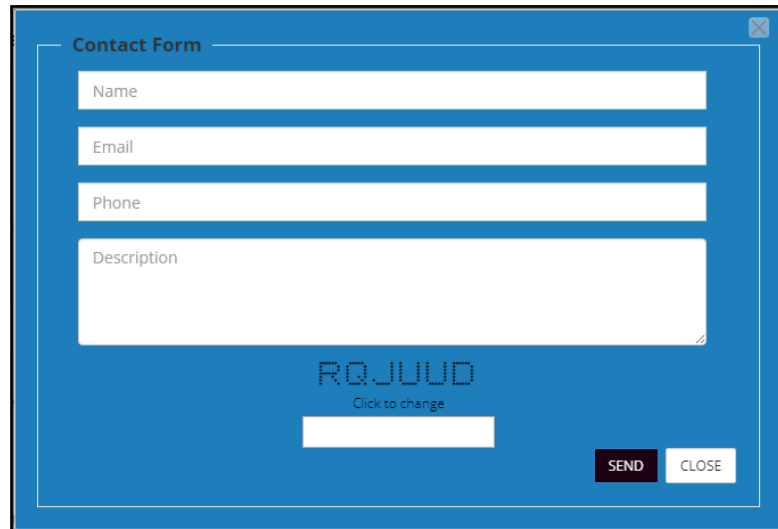 Contact Form
Name
Email
Phone
Description
RQJUUD
Click to change
SEND
CLOSE